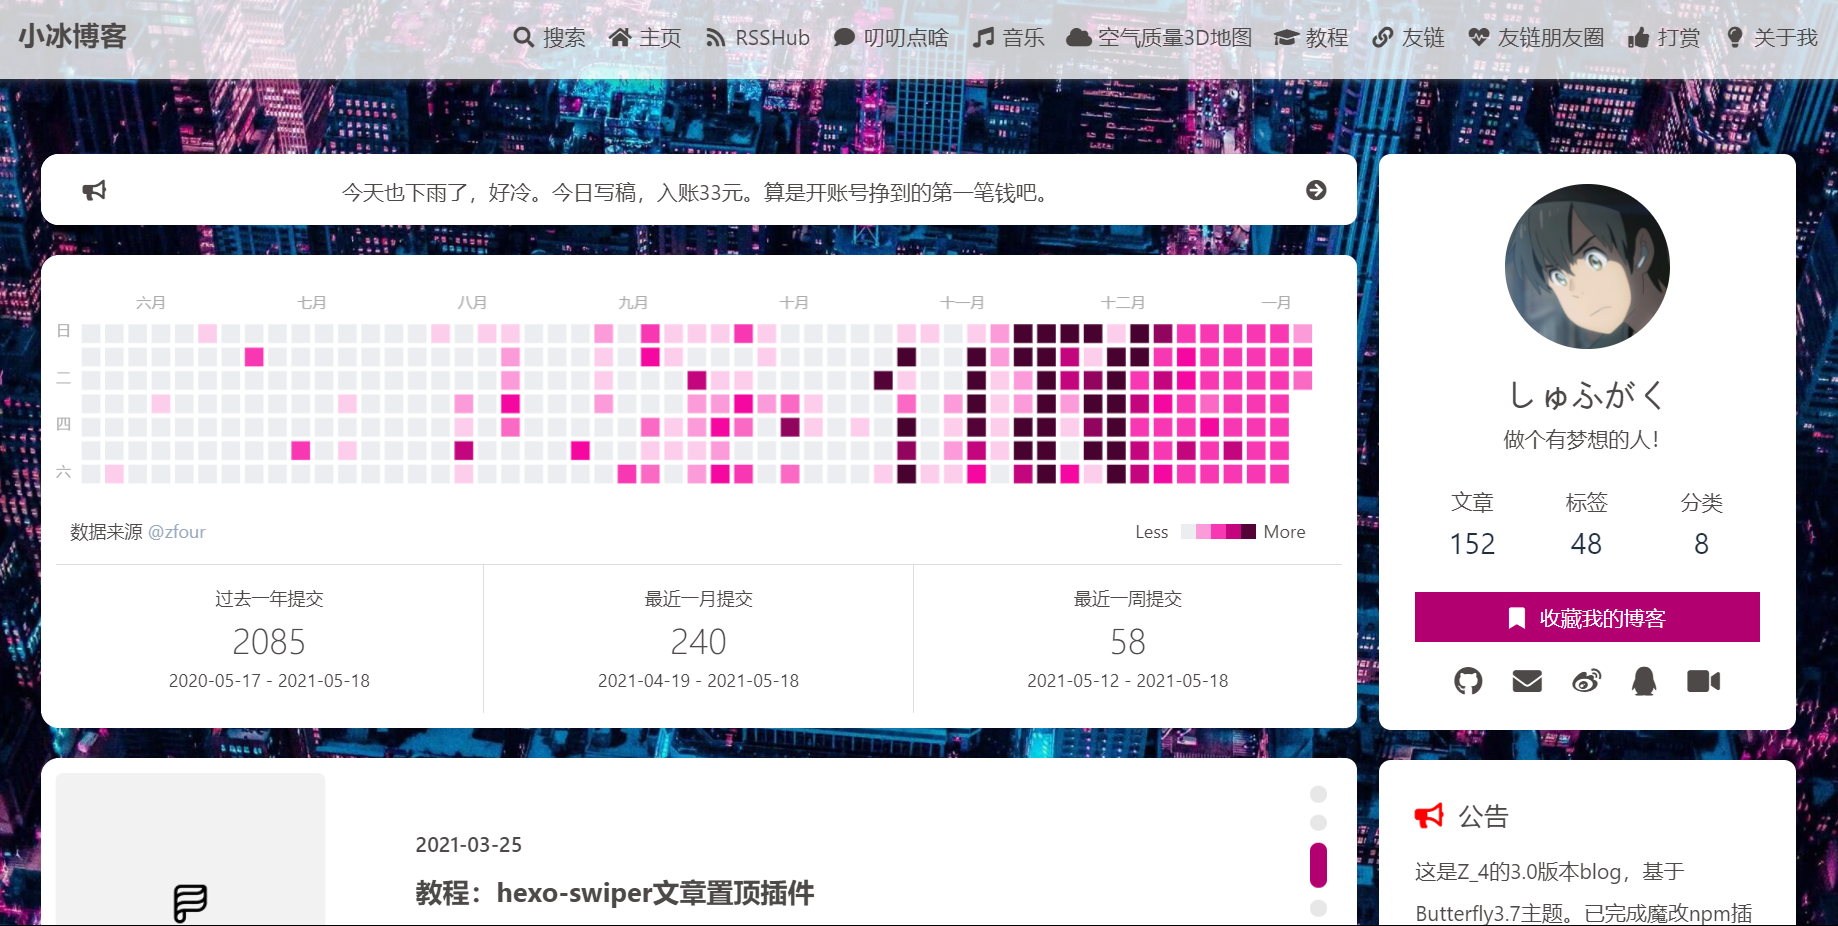 小冰博客
搜索 主页 RSSHub 叨叨点啥 音乐 空气质量3D地图 教程 友链 友链朋友圈 打赏 关于我
今天也下雨了，好冷。今日写稿，入账33元。算是开账号挣到的第一笔钱吧。
六月 七月 八月 九月 十月 十一月 十二月 一月
日
二
四
六
数据来源 @zfour
Less More
过去一年提交
2085
2020-05-17 - 2021-05-18
最近一月提交
240
2021-04-19 - 2021-05-18
最近一周提交
58
2021-05-12 - 2021-05-18
2021-03-25
教程：hexo-swiper文章置顶插件
しゅふがく
做个有梦想的人！
文章 标签 分类
152 48 8
收藏我的博客
公告
这是Z_4的3.0版本blog，基于
Butterfly3.7主题。已完成魔改npm插